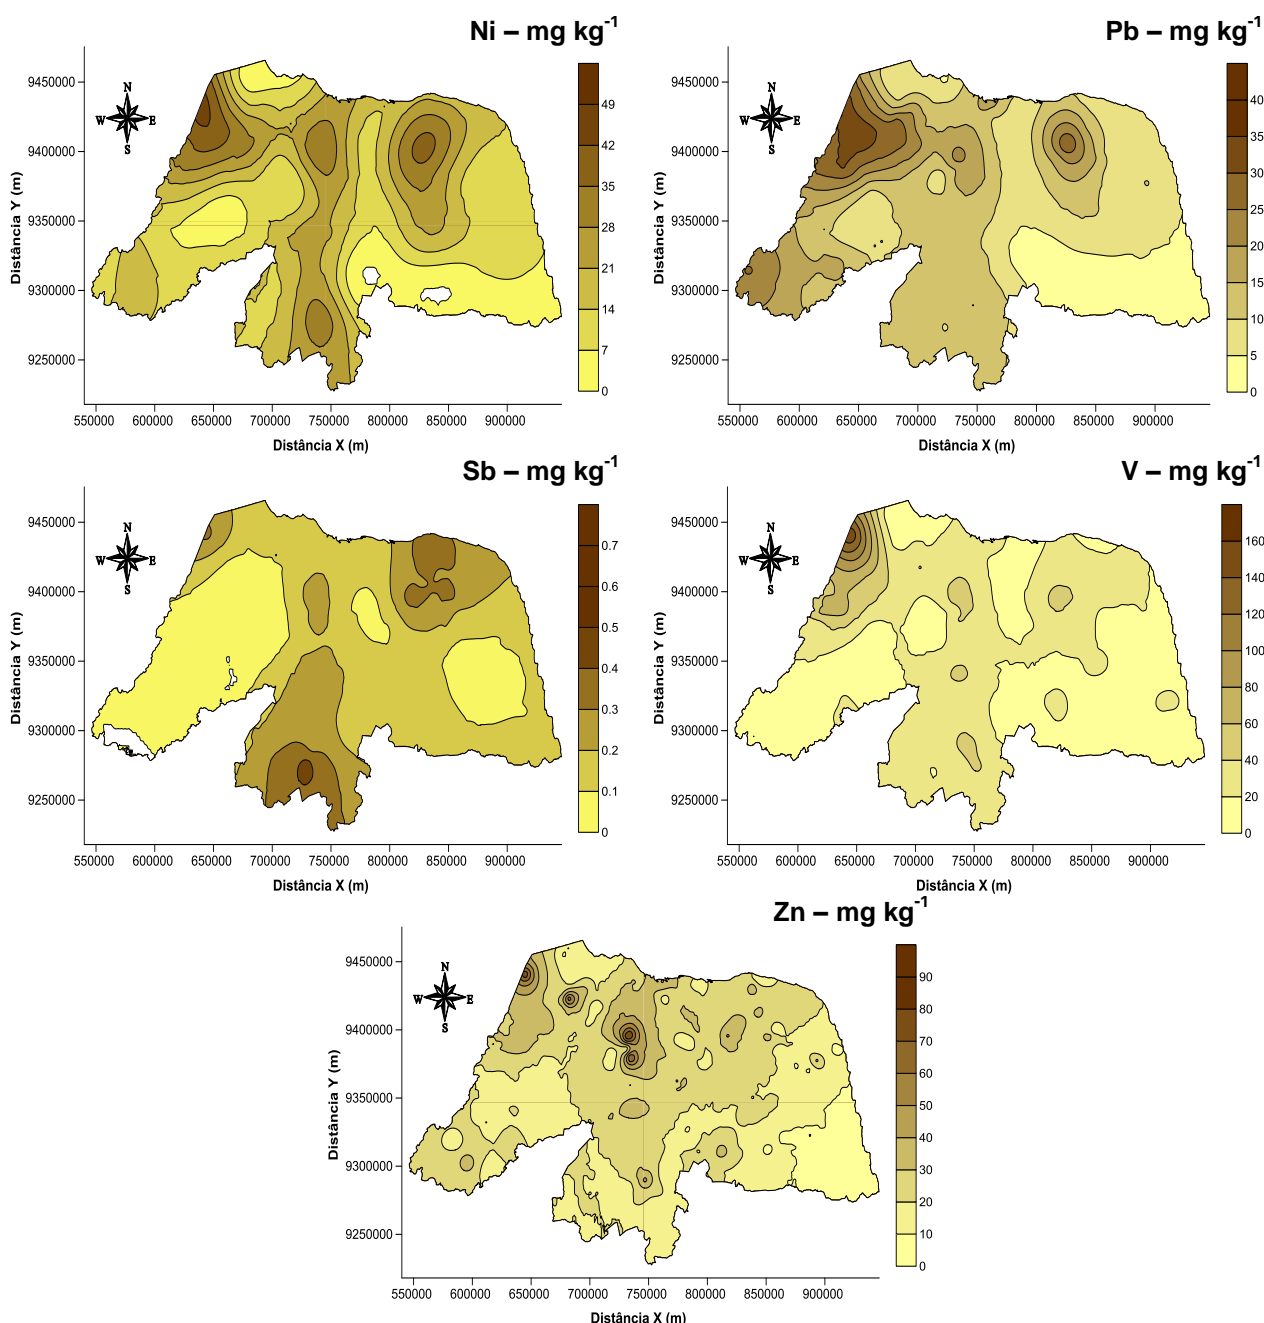 Ni – mg kg-1
9450000
9400000
9350000
9300000
9250000
Distância Y (m)
N
W E
S
49
42
35
28
21
14
7
0
550000 600000 650000 700000 750000 800000 850000 900000
Distância X (m)
Pb – mg kg-1
9450000
9400000
9350000
9300000
9250000
Distância Y (m)
N
W E
S
40
35
30
25
20
15
10
5
0
550000 600000 650000 700000 750000 800000 850000 900000
Distância X (m)
Sb – mg kg-1
9450000
9400000
9350000
9300000
9250000
Distância Y (m)
N
W E
S
0.7
0.6
0.5
0.4
0.3
0.2
0.1
0
550000 600000 650000 700000 750000 800000 850000 900000
Distância X (m)
V – mg kg-1
9450000
9400000
9350000
9300000
9250000
Distância Y (m)
N
W E
S
160
140
120
100
80
60
40
20
0
550000 600000 650000 700000 750000 800000 850000 900000
Distância X (m)
Zn – mg kg-1
9450000
9400000
9350000
9300000
9250000
Distância Y (m)
N
W E
S
90
80
70
60
50
40
30
20
10
0
550000 600000 650000 700000 750000 800000 850000 900000
Distância X (m)